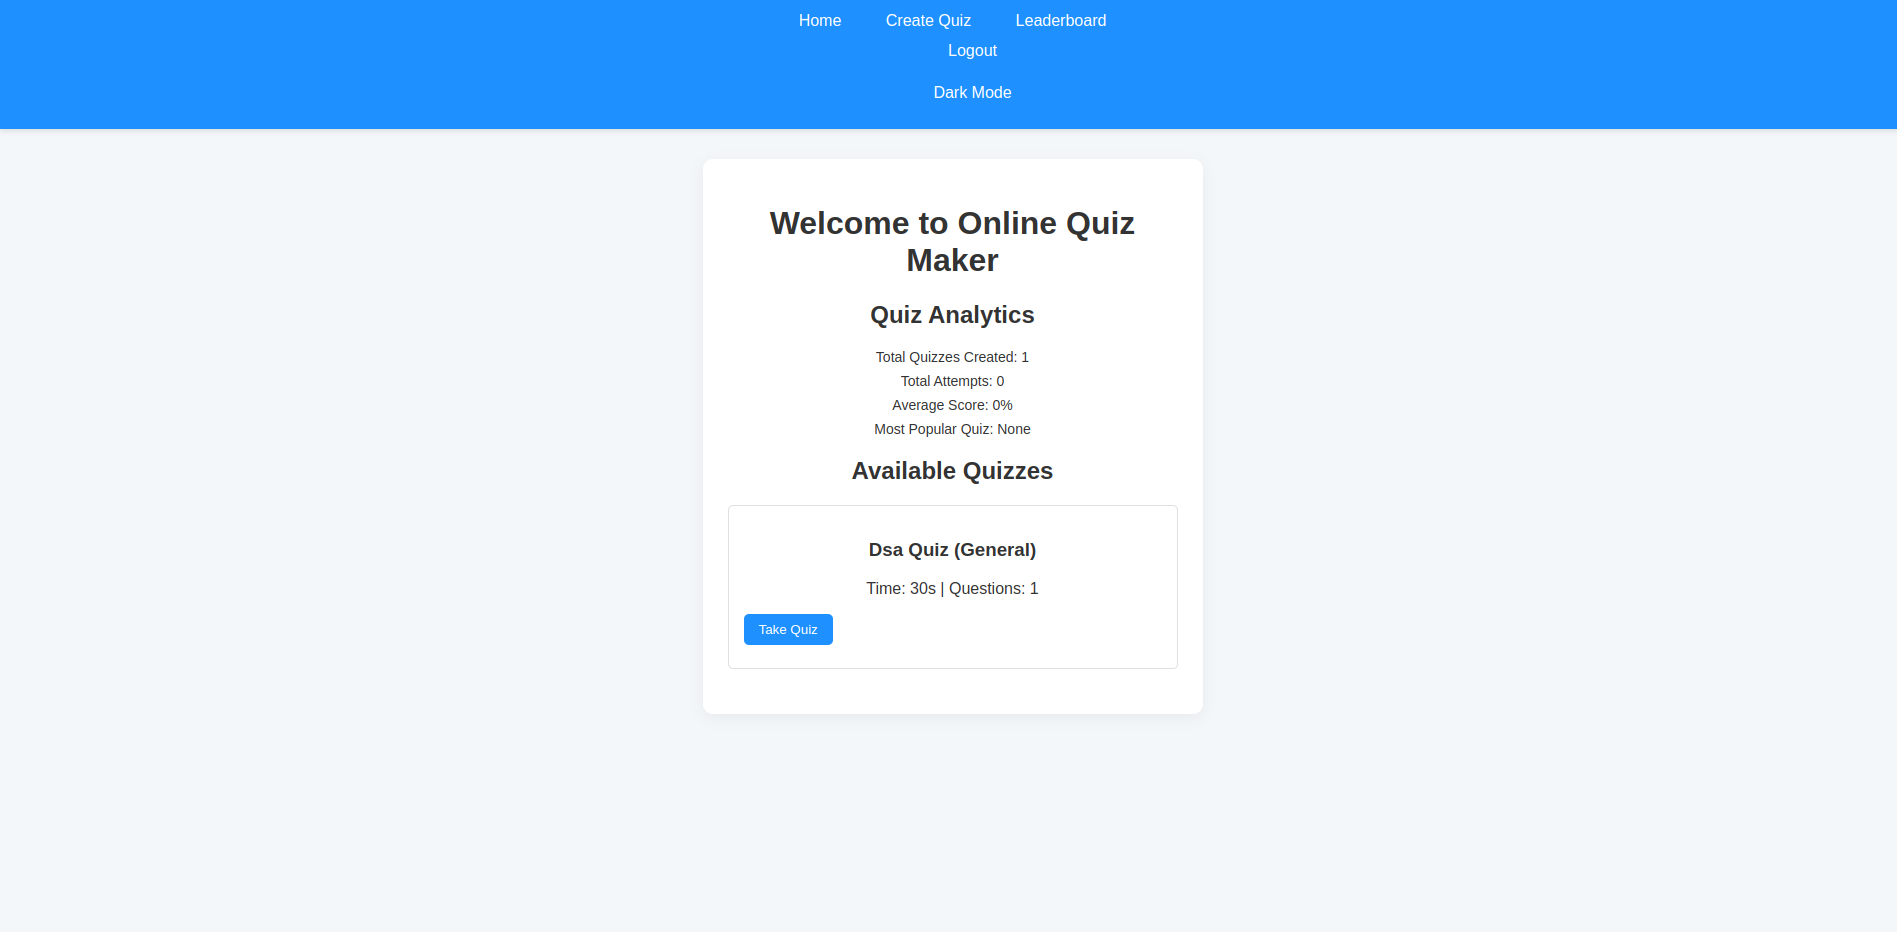 Home Create Quiz Leaderboard
Logout
Dark Mode
Welcome to Online Quiz
Maker
Quiz Analytics
Total Quizzes Created: 1
Total Attempts: 0
Average Score: 0%
Most Popular Quiz: None
Available Quizzes
Dsa Quiz (General)
Time: 30s | Questions: 1
Take Quiz